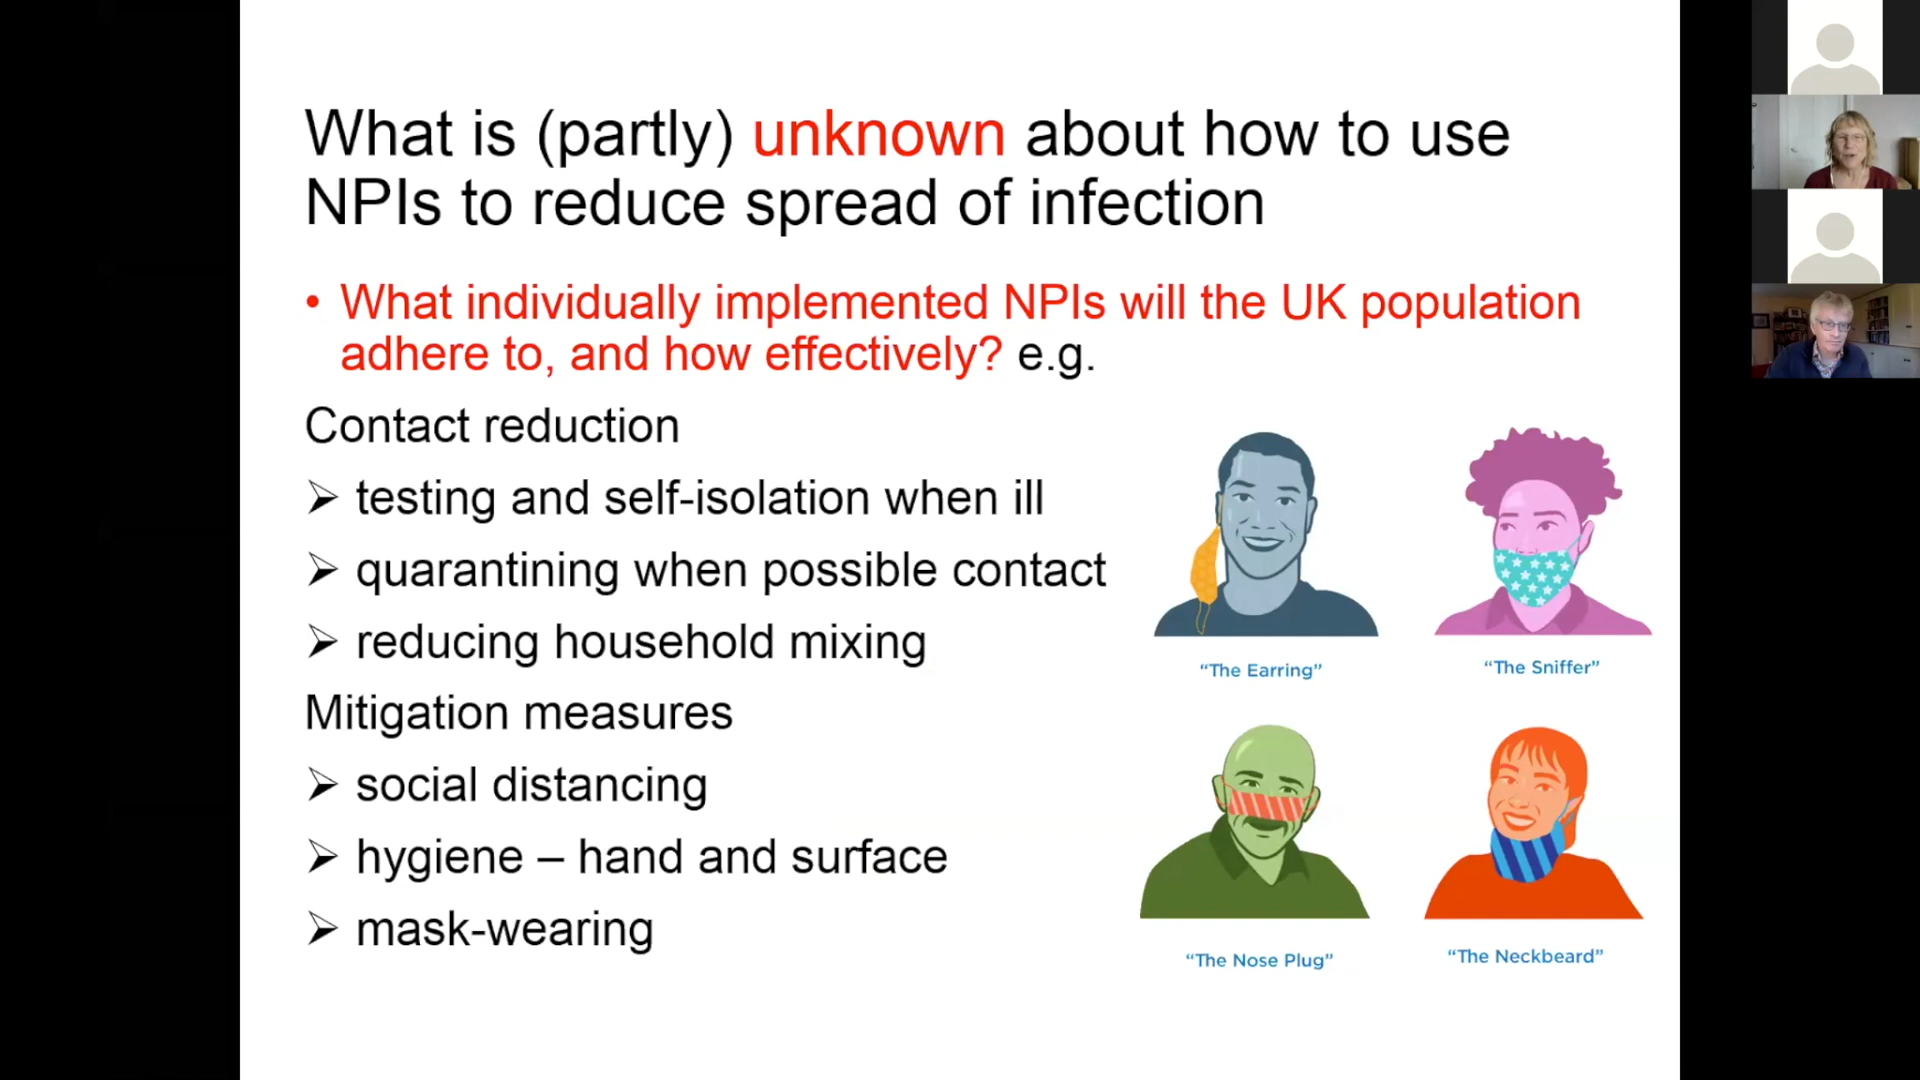 What is (partly) unknown about how to use
NPIs to reduce spread of infection
• What individually implemented NPIs will the UK population
adhere to, and how effectively? e.g.
Contact reduction
➢ testing and self-isolation when ill
➢ quarantining when possible contact
➢ reducing household mixing
Mitigation measures
➢ social distancing
➢ hygiene – hand and surface
➢ mask-wearing
“The Earring”
“The Sniffer”
“The Nose Plug”
“The Neckbeard”